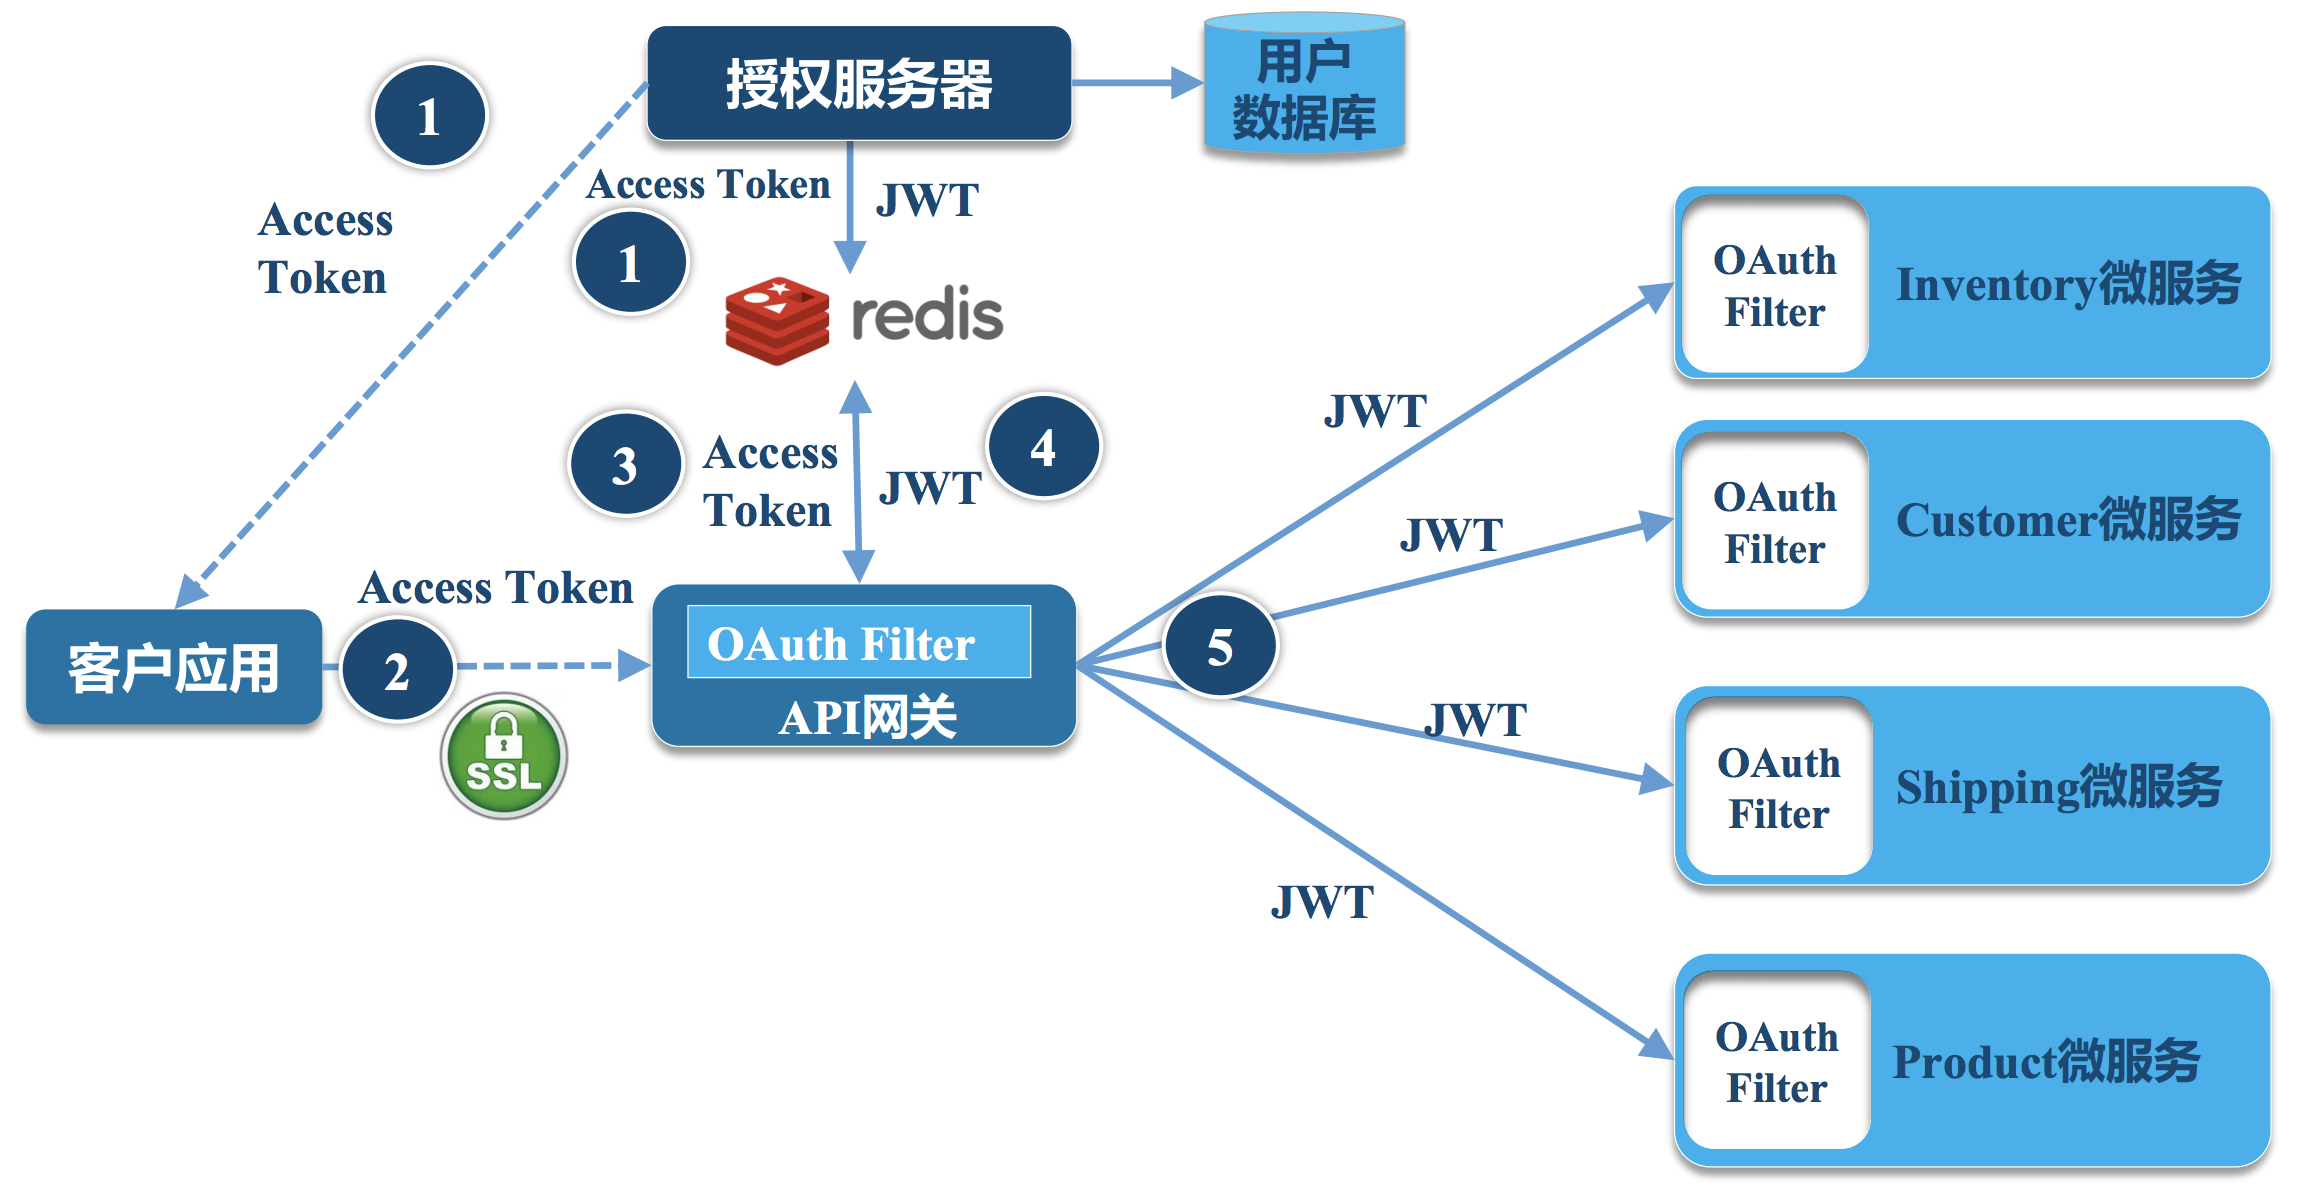 授权服务器
用户
数据库
1
Access
Token
Access Token
JWT
1
redis
3
Access
Token
JWT
4
客户应用
Access Token
2
SSL
OAuth Filter
API网关
5
JWT
JWT
JWT
JWT
OAuth
Filter
Inventory微服务
OAuth
Filter
Customer微服务
OAuth
Filter
Shipping微服务
OAuth
Filter
Product微服务